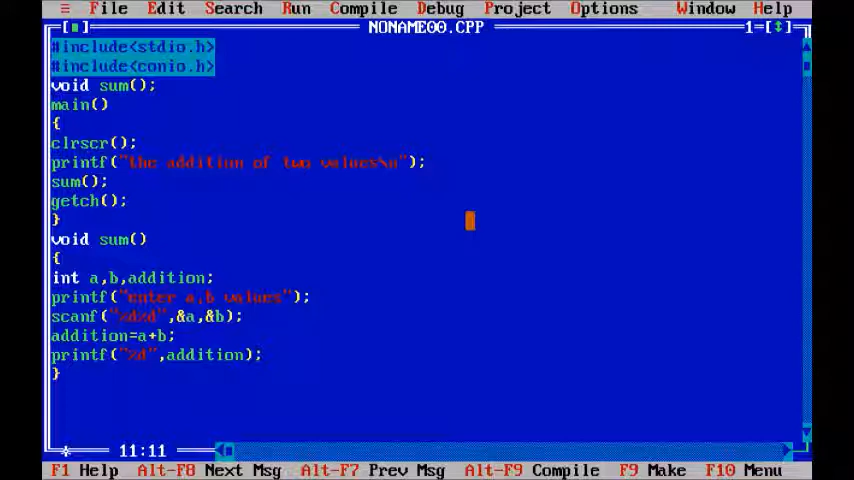 ≡ File Edit Search Run Compile Debug Project Options Window Help
[■] NONAME00.CPP 1=[↕]
#include<stdio.h>
#include<conio.h>
void sum();
main()
{
clrscr();
printf("the addition of two values\n");
sum();
getch();
}
void sum()
{
int a,b,addition;
printf("enter a,b values");
scanf("%d%d",&a,&b);
addition=a+b;
printf("%d",addition);
}
11:11
F1 Help Alt-F8 Next Msg Alt-F7 Prev Msg Alt-F9 Compile F9 Make F10 Menu